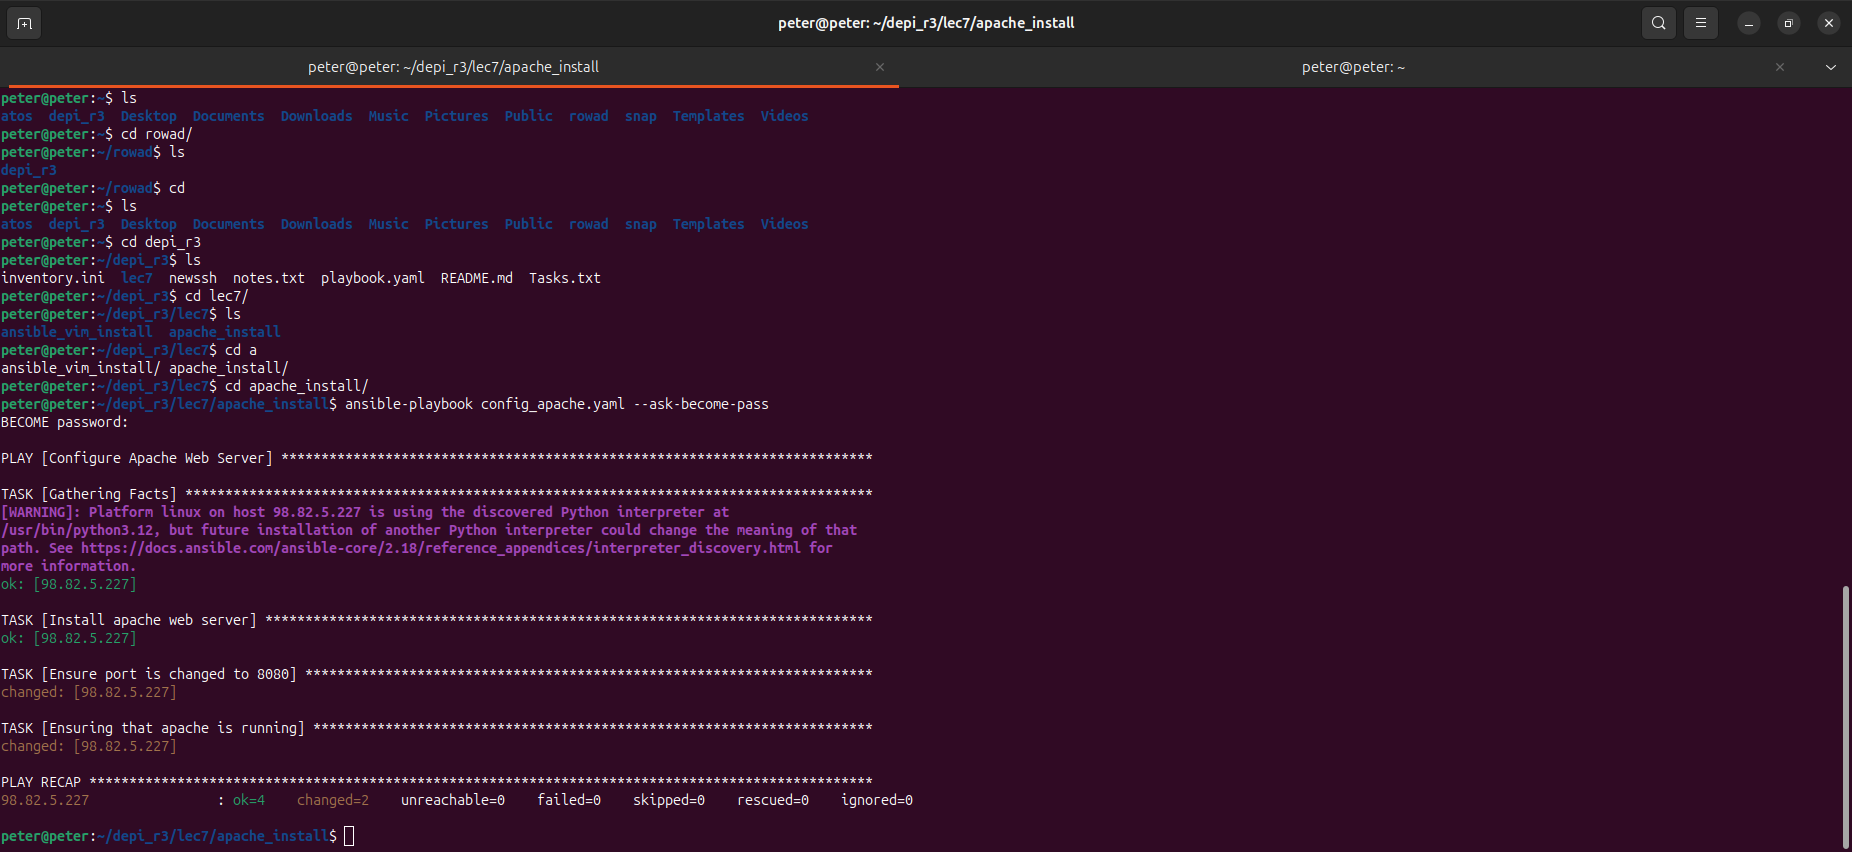 peter@peter: ~/depi_r3/lec7/apache_install
peter@peter: ~/depi_r3/lec7/apache_install
peter@peter: ~
peter@peter:~$ ls
atos  depi_r3  Desktop  Documents  Downloads  Music  Pictures  Public  rowad  snap  Templates  Videos
peter@peter:~$ cd rowad/
peter@peter:~/rowad$ ls
depi_r3
peter@peter:~/rowad$ cd
peter@peter:~$ ls
atos  depi_r3  Desktop  Documents  Downloads  Music  Pictures  Public  rowad  snap  Templates  Videos
peter@peter:~$ cd depi_r3
peter@peter:~/depi_r3$ ls
inventory.ini  lec7  newssh  notes.txt  playbook.yaml  README.md  Tasks.txt
peter@peter:~/depi_r3$ cd lec7/
peter@peter:~/depi_r3/lec7$ ls
ansible_vim_install  apache_install
peter@peter:~/depi_r3/lec7$ cd a
ansible_vim_install/ apache_install/
peter@peter:~/depi_r3/lec7$ cd apache_install/
peter@peter:~/depi_r3/lec7/apache_install$ ansible-playbook config_apache.yaml --ask-become-pass
BECOME password:
PLAY [Configure Apache Web Server] **************************************************************************
TASK [Gathering Facts] **************************************************************************************
[WARNING]: Platform linux on host 98.82.5.227 is using the discovered Python interpreter at
/usr/bin/python3.12, but future installation of another Python interpreter could change the meaning of that
path. See https://docs.ansible.com/ansible-core/2.18/reference_appendices/interpreter_discovery.html for
more information.
ok: [98.82.5.227]
TASK [Install apache web server] ****************************************************************************
ok: [98.82.5.227]
TASK [Ensure port is changed to 8080] ***********************************************************************
changed: [98.82.5.227]
TASK [Ensuring that apache is running] **********************************************************************
changed: [98.82.5.227]
PLAY RECAP **************************************************************************************************
98.82.5.227                : ok=4    changed=2    unreachable=0    failed=0    skipped=0    rescued=0    ignored=0
peter@peter:~/depi_r3/lec7/apache_install$